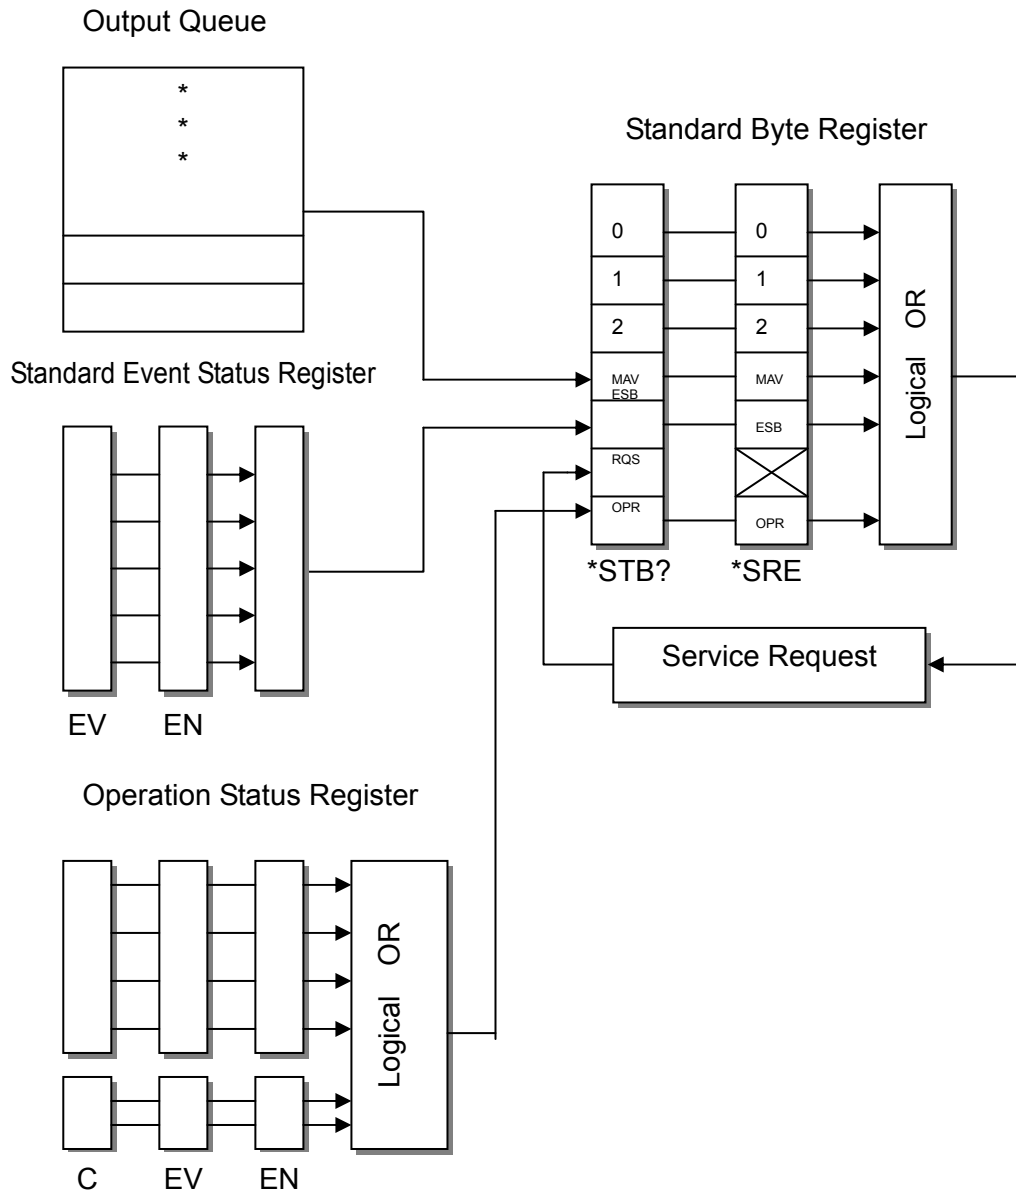 Output Queue
*
*
*
Standard Byte Register
0 0
1 1
2 2
MAV MAV
ESB
ESB
RQS
OPR OPR
Logical OR
*STB? *SRE
Service Request
Standard Event Status Register
EV EN
Operation Status Register
Logical OR
C EV EN